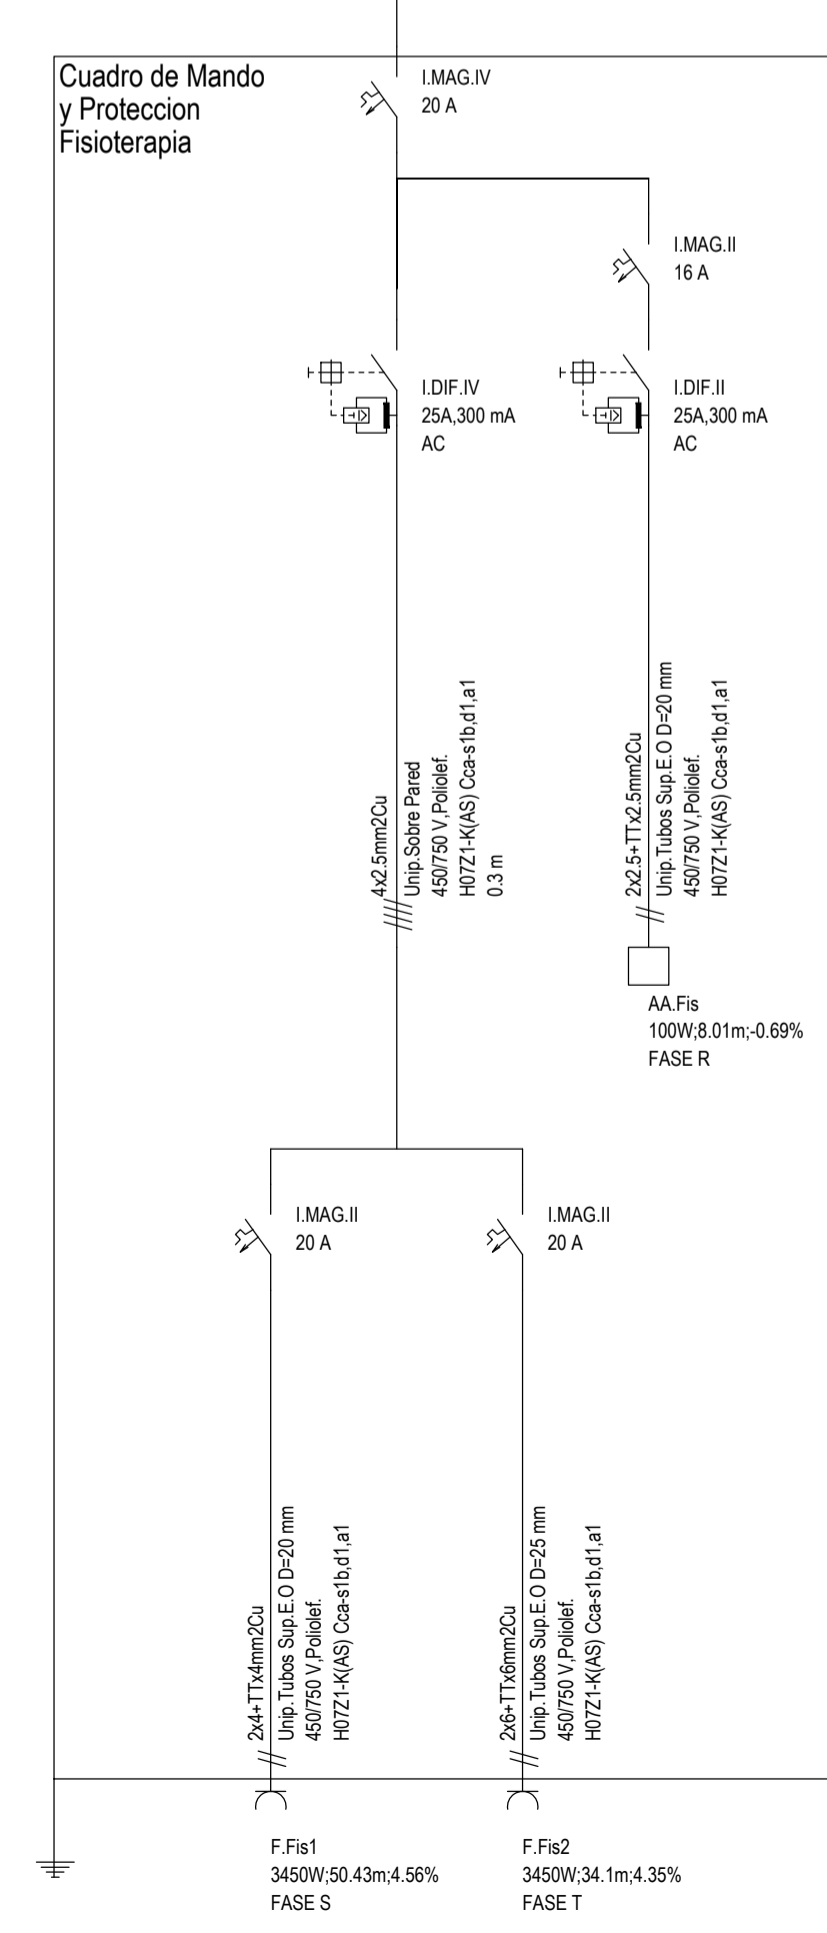 Cuadro de Mando
y Proteccion
Fisioterapia
I.MAG.IV
20 A
I.MAG.II
16 A
I.DIF.IV
25A,300 mA
AC
I.DIF.II
25A,300 mA
AC
4x2.5mm2Cu
Unip.Sobre Pared
450/750 V,Poliolef.
H07Z1-K(AS) Cca-s1b,d1,a1
0.3 m
2x2.5+TTx2.5mm2Cu
Unip.Tubos Sup.E.O D=20 mm
450/750 V,Poliolef.
H07Z1-K(AS) Cca-s1b,d1,a1
AA.Fis
100W;8.01m;-0.69%
FASE R
I.MAG.II
20 A
I.MAG.II
20 A
2x4+TTx4mm2Cu
Unip.Tubos Sup.E.O D=20 mm
450/750 V,Poliolef.
H07Z1-K(AS) Cca-s1b,d1,a1
2x6+TTx6mm2Cu
Unip.Tubos Sup.E.O D=25 mm
450/750 V,Poliolef.
H07Z1-K(AS) Cca-s1b,d1,a1
F.Fis1
3450W;50.43m;4.56%
FASE S
F.Fis2
3450W;34.1m;4.35%
FASE T